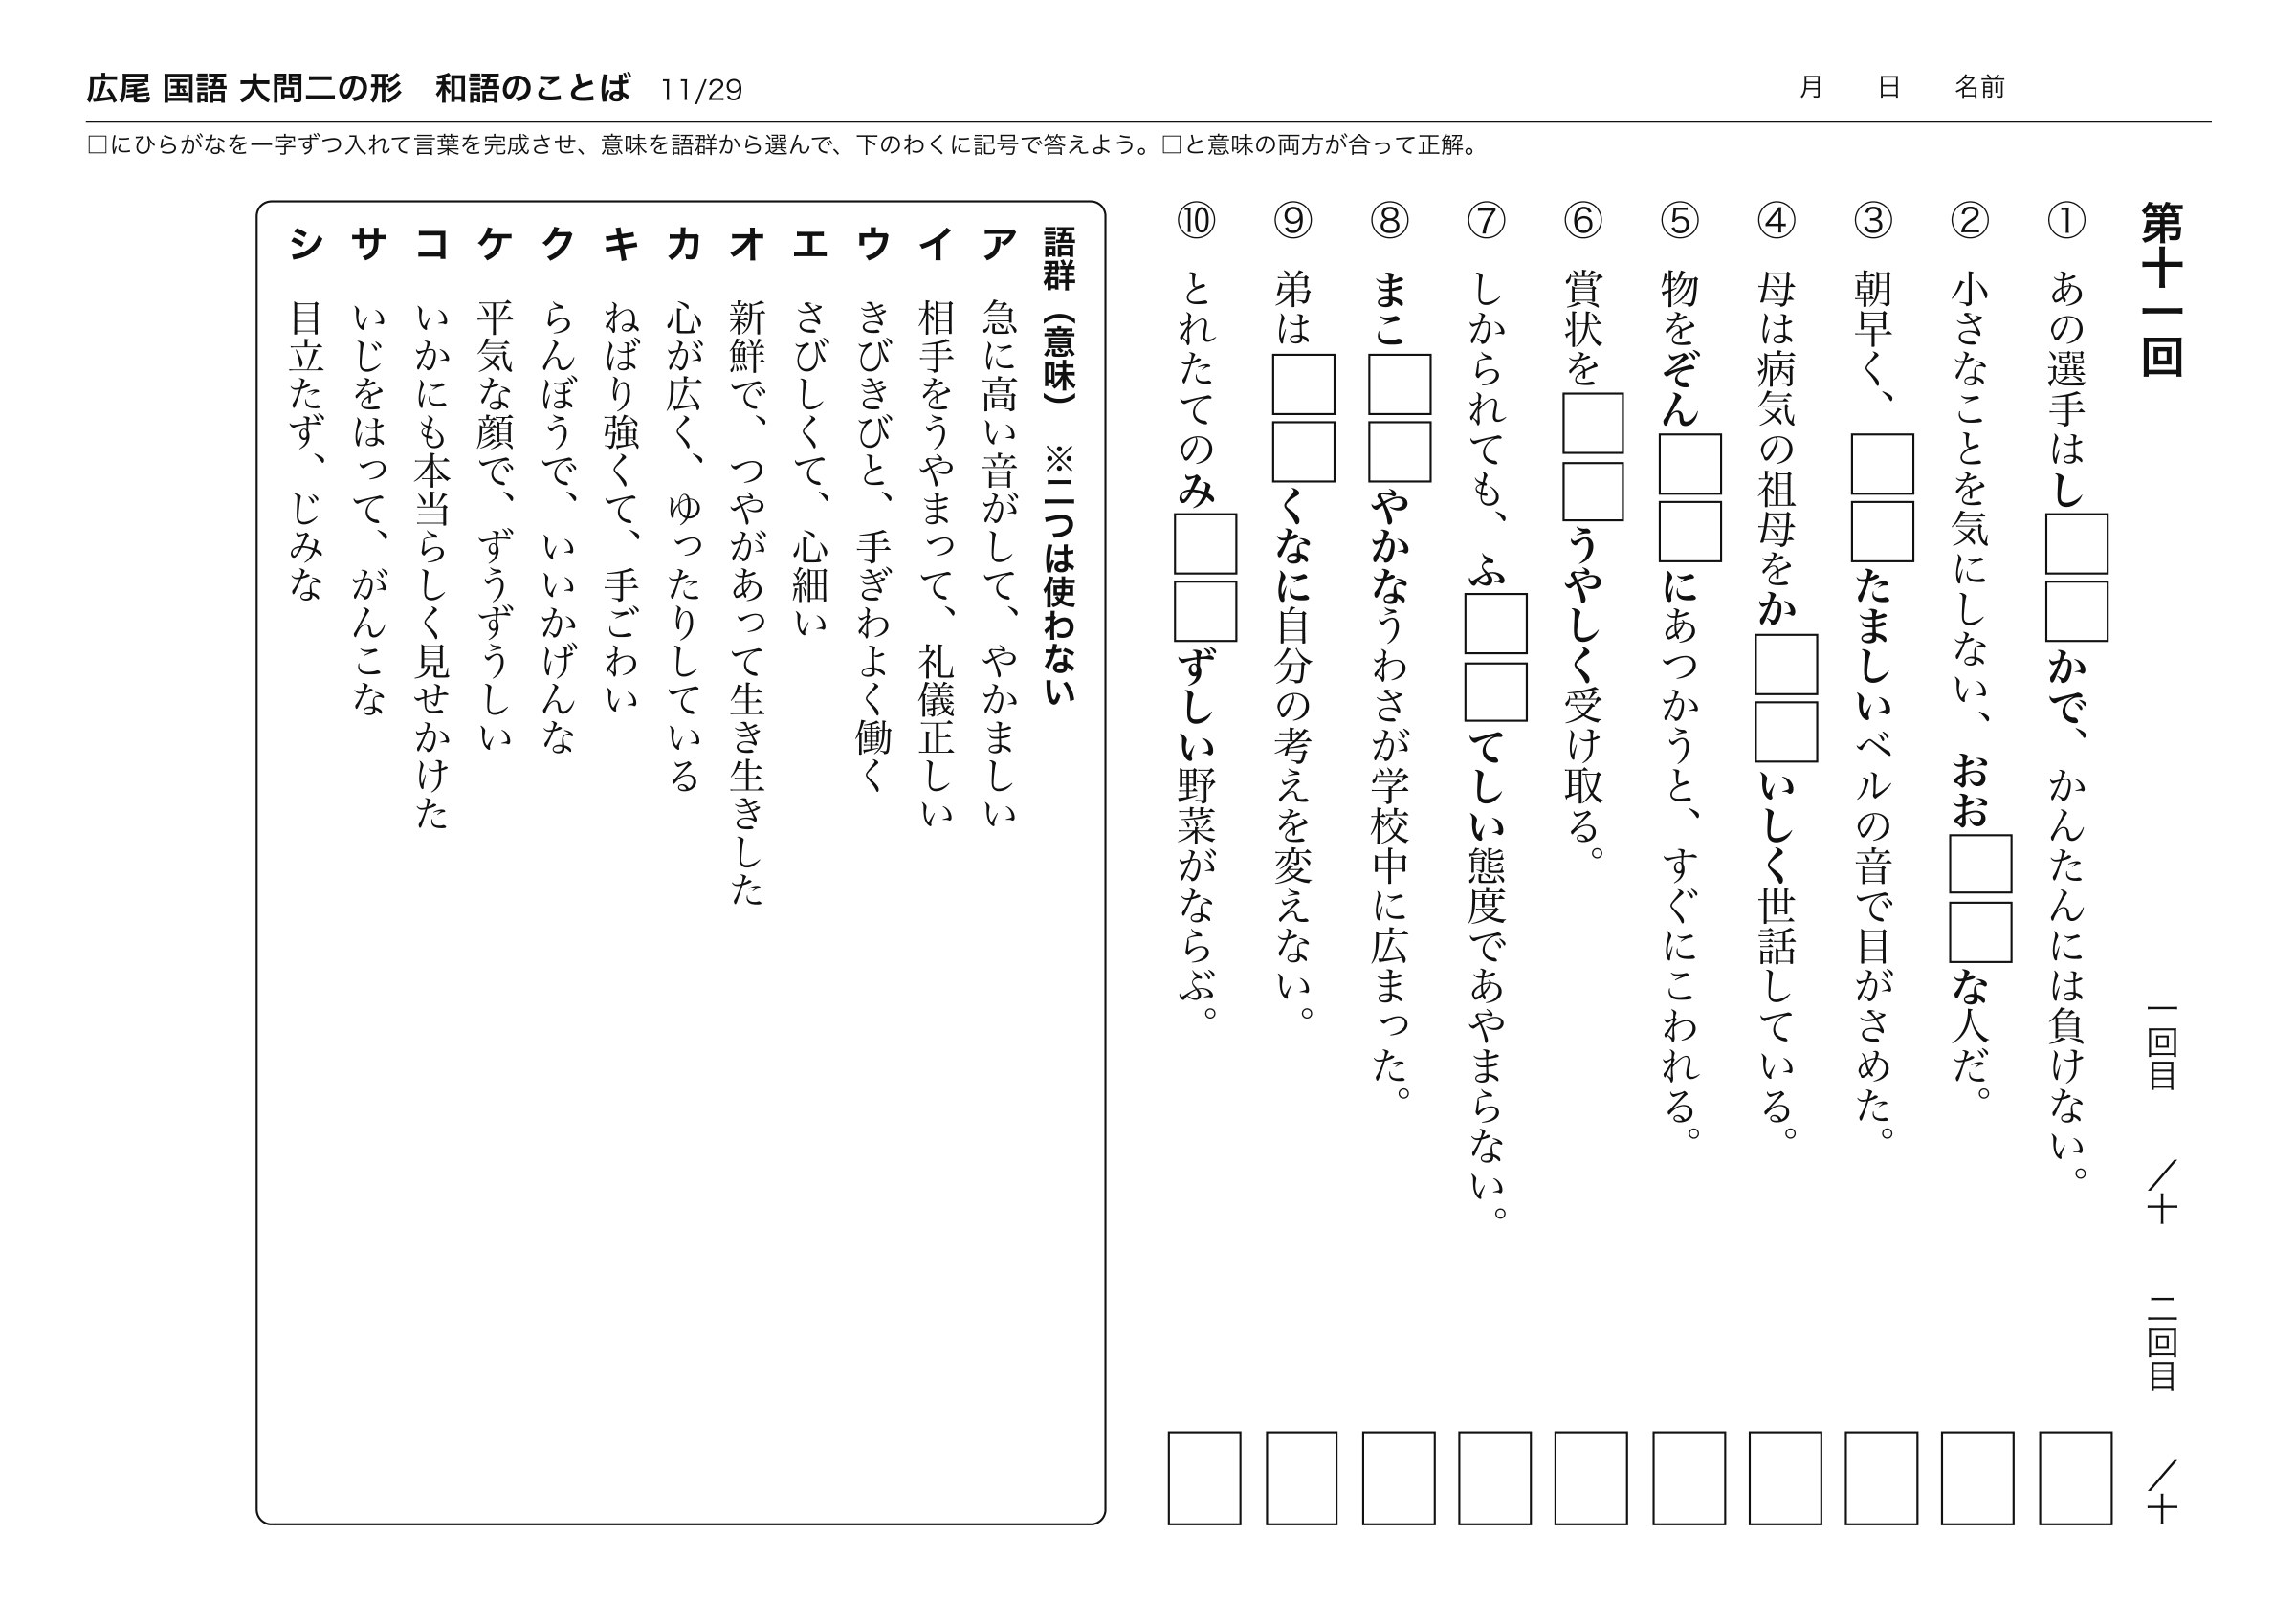 広尾 国語 大問二の形　和語のことば　11/29
月　日　名前
□にひらがなを一字ずつ入れて言葉を完成させ、意味を語群から選んで、下のわくに記号で答えよう。□と意味の両方が合って正解。
第十一回　一回目　／十　二回目　／十
① あの選手はし□□かで、かんたんには負けない。
② 小さなことを気にしない、おお□□な人だ。
③ 朝早く、□□たましいベルの音で目がさめた。
④ 母は病気の祖母をか□□いしく世話している。
⑤ 物をぞん□□にあつかうと、すぐにこわれる。
⑥ 賞状を□□うやしく受け取る。
⑦ しかられても、ふ□□てしい態度であやまらない。
⑧ まこ□□やかなうわさが学校中に広まった。
⑨ 弟は□□くなに自分の考えを変えない。
⑩ とれたてのみ□□ずしい野菜がならぶ。
語群（意味）　※二つは使わない
ア 急に高い音がして、やかましい
イ 相手をうやまって、礼儀正しい
ウ きびきびと、手ぎわよく働く
エ さびしくて、心細い
オ 新鮮で、つやがあって生き生きした
カ 心が広く、ゆったりしている
キ ねばり強くて、手ごわい
ク らんぼうで、いいかげんな
ケ 平気な顔で、ずうずうしい
コ いかにも本当らしく見せかけた
サ いじをはって、がんこな
シ 目立たず、じみな